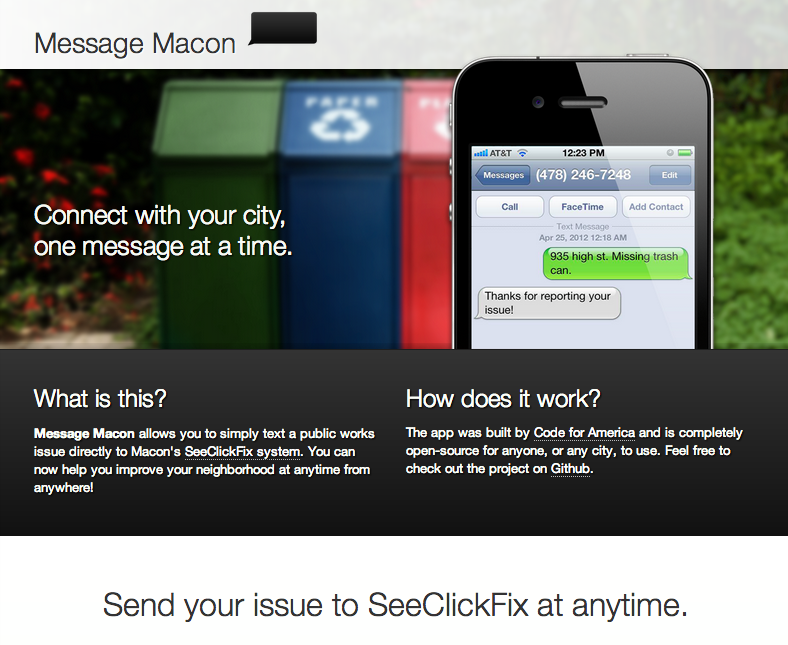 Message Macon
PAPER
Connect with your city,
one message at a time.
AT&T 12:23 PM
Messages (478) 246-7248 Edit
Call FaceTime Add Contact
Text Message
Apr 25, 2012 12:18 AM
935 high st. Missing trash
can.
Thanks for reporting your
issue!
What is this?
Message Macon allows you to simply text a public works
issue directly to Macon's SeeClickFix system. You can
now help you improve your neighborhood at anytime from
anywhere!
How does it work?
The app was built by Code for America and is completely
open-source for anyone, or any city, to use. Feel free to
check out the project on Github.
Send your issue to SeeClickFix at anytime.